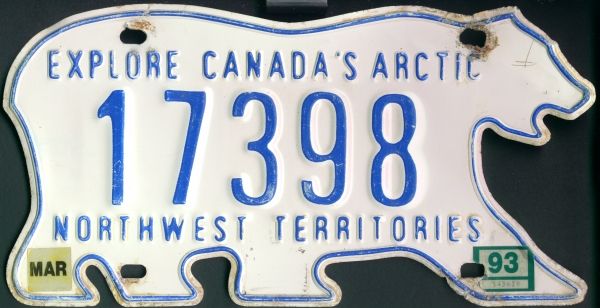 EXPLORE CANADA'S ARCTIC
17398
NORTHWEST TERRITORIES
MAR
93